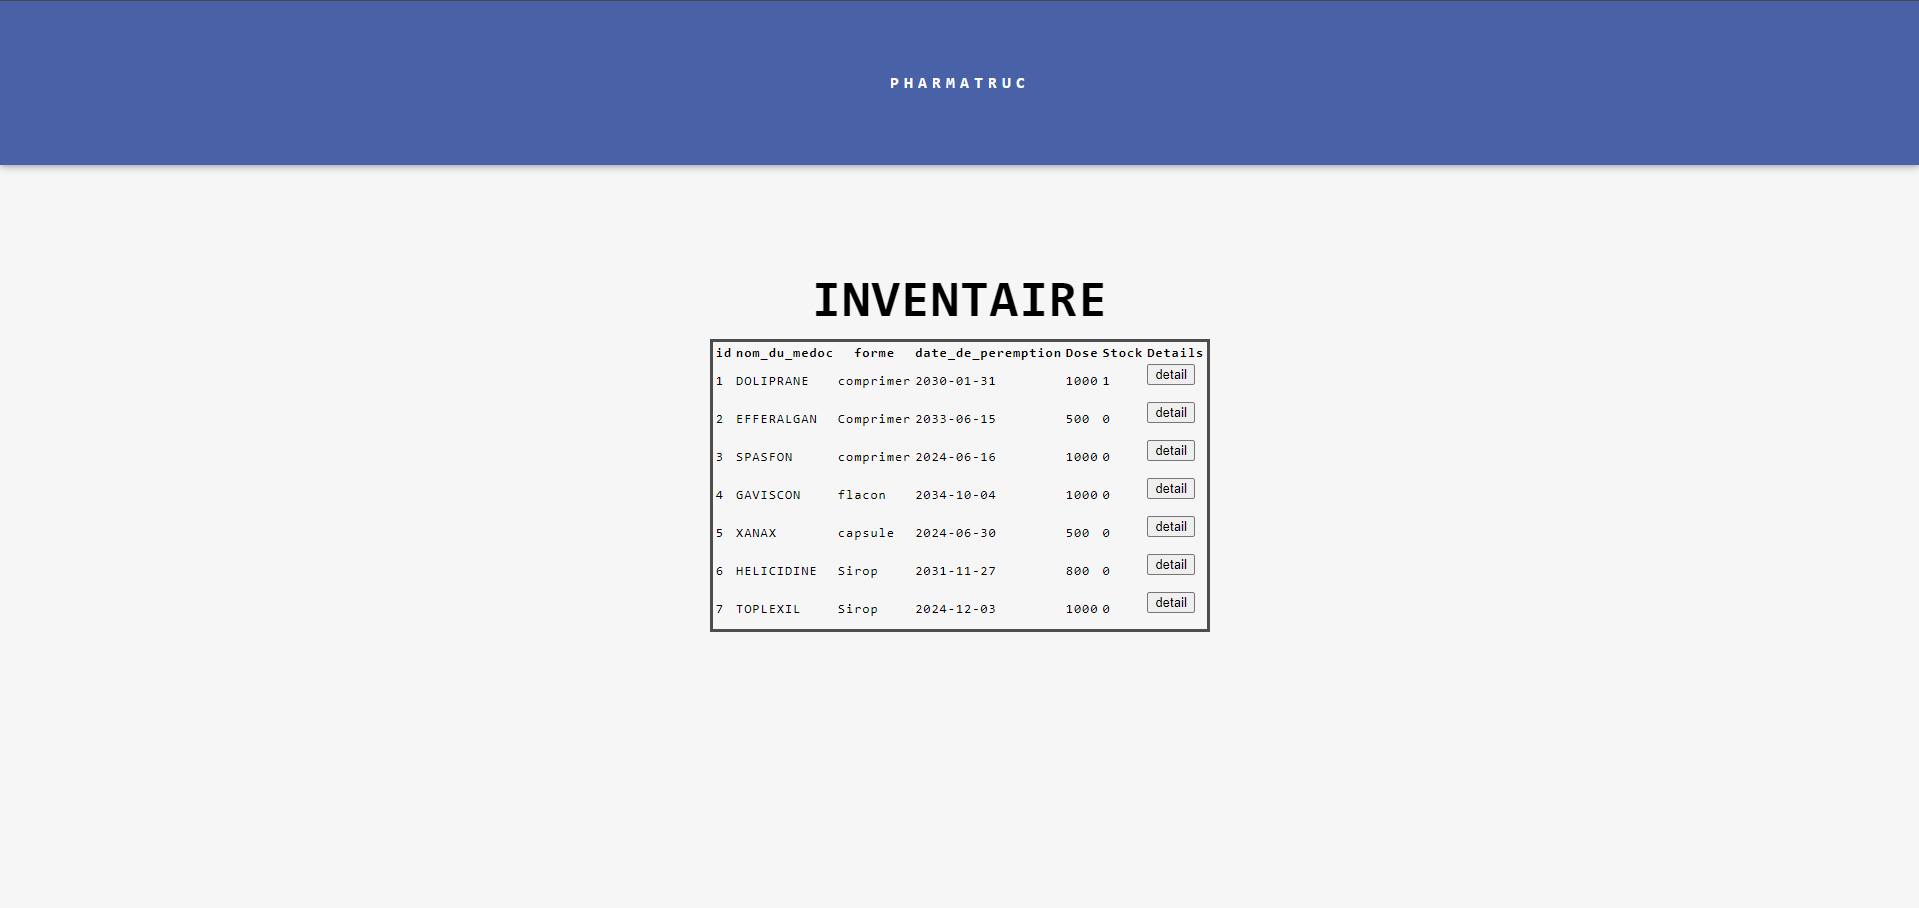 PHARMATRUC
INVENTAIRE
id nom_du_medoc forme date_de_peremption Dose Stock Details
1 DOLIPRANE comprimer 2030-01-31 1000 1 detail
2 EFFERALGAN Comprimer 2033-06-15 500 0 detail
3 SPASFON comprimer 2024-06-16 1000 0 detail
4 GAVISCON flacon 2034-10-04 1000 0 detail
5 XANAX capsule 2024-06-30 500 0 detail
6 HELICIDINE Sirop 2031-11-27 800 0 detail
7 TOPLEXIL Sirop 2024-12-03 1000 0 detail